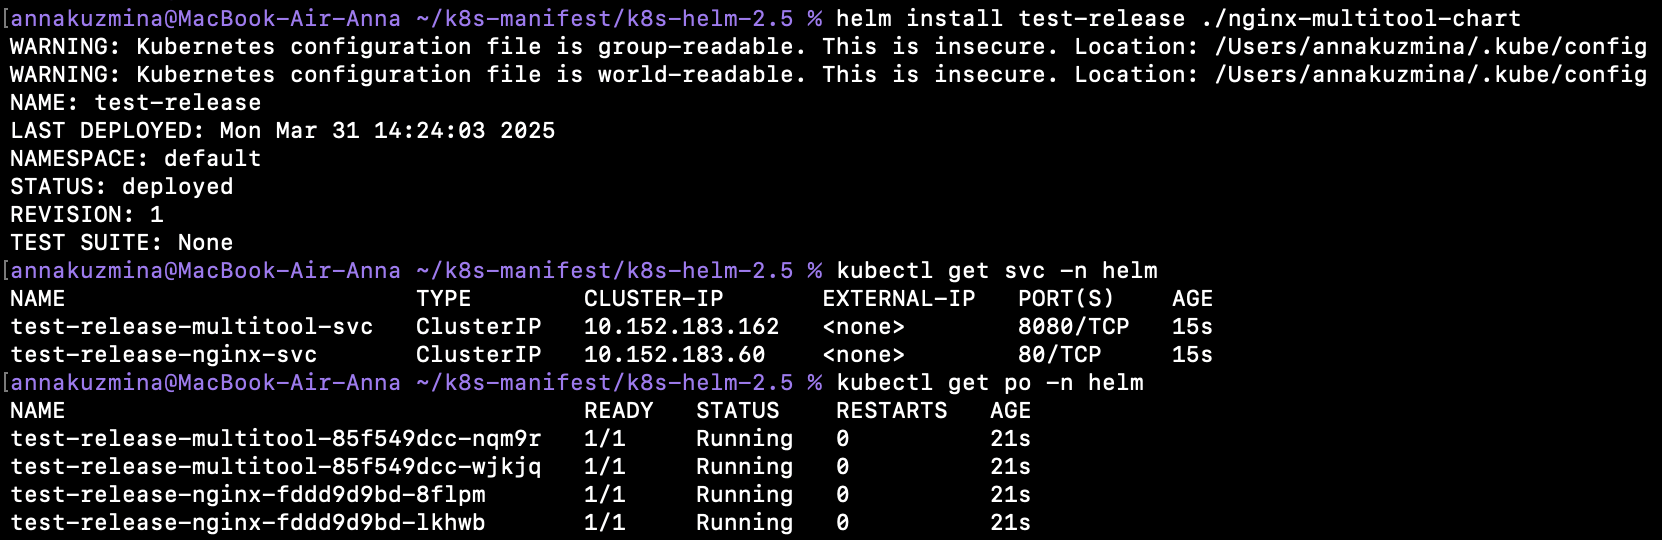 [annakuzmina@MacBook-Air-Anna ~/k8s-manifest/k8s-helm-2.5 % helm install test-release ./nginx-multitool-chart
WARNING: Kubernetes configuration file is group-readable. This is insecure. Location: /Users/annakuzmina/.kube/config
WARNING: Kubernetes configuration file is world-readable. This is insecure. Location: /Users/annakuzmina/.kube/config
NAME: test-release
LAST DEPLOYED: Mon Mar 31 14:24:03 2025
NAMESPACE: default
STATUS: deployed
REVISION: 1
TEST SUITE: None
[annakuzmina@MacBook-Air-Anna ~/k8s-manifest/k8s-helm-2.5 % kubectl get svc -n helm
NAME TYPE CLUSTER-IP EXTERNAL-IP PORT(S) AGE
test-release-multitool-svc ClusterIP 10.152.183.162 <none> 8080/TCP 15s
test-release-nginx-svc ClusterIP 10.152.183.60 <none> 80/TCP 15s
[annakuzmina@MacBook-Air-Anna ~/k8s-manifest/k8s-helm-2.5 % kubectl get po -n helm
NAME READY STATUS RESTARTS AGE
test-release-multitool-85f549dcc-nqm9r 1/1 Running 0 21s
test-release-multitool-85f549dcc-wjkjq 1/1 Running 0 21s
test-release-nginx-fddd9d9bd-8flpm 1/1 Running 0 21s
test-release-nginx-fddd9d9bd-lkhwb 1/1 Running 0 21s